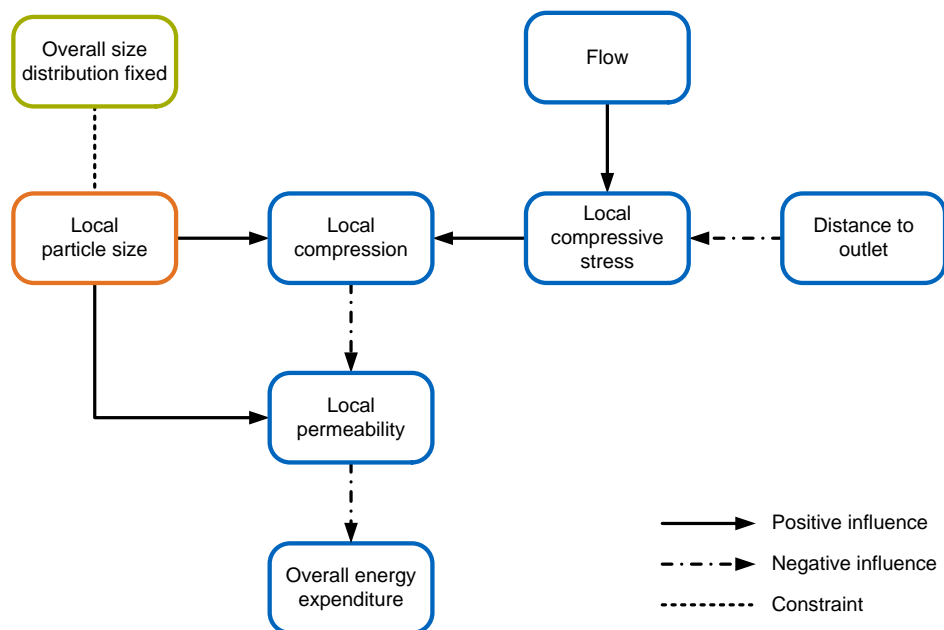 Overall size
distribution fixed
Flow
Local
particle size
Local
compression
Local
compressive
stress
Distance to
outlet
Local
permeability
Overall energy
expenditure
Positive influence
Negative influence
Constraint